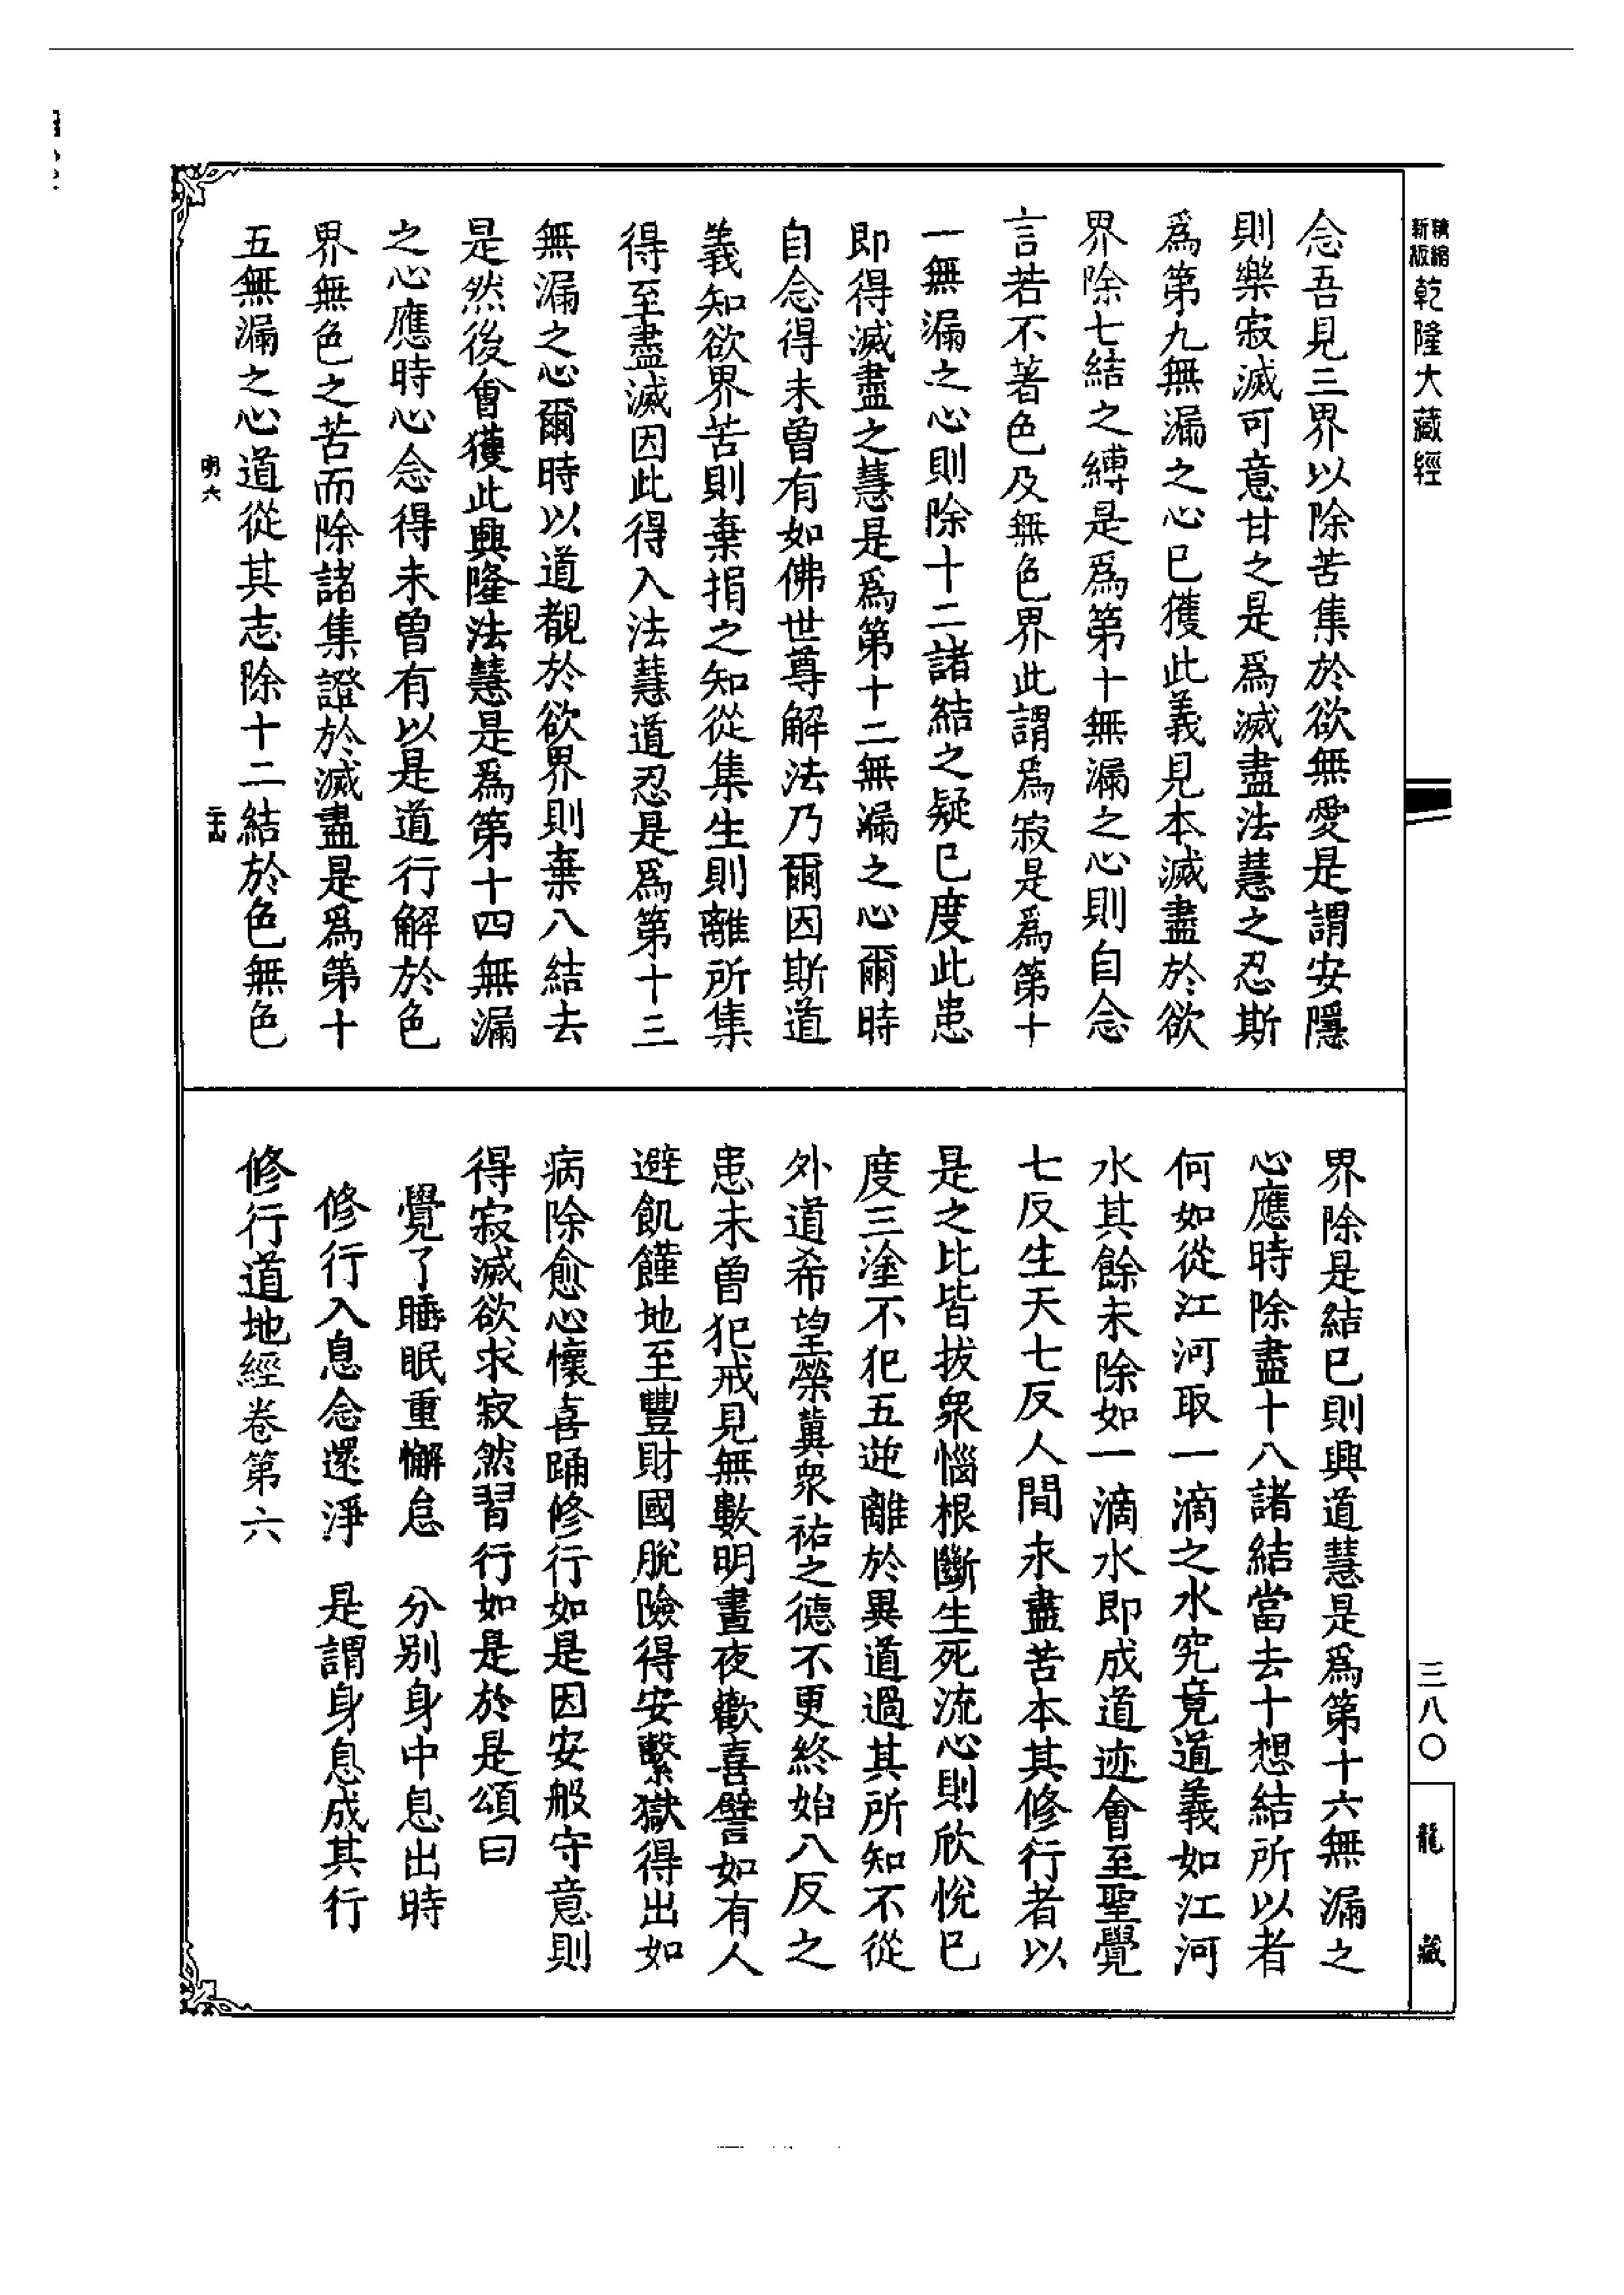 精縮新版乾隆大藏經
念吾見三界以除苦集於欲無愛是謂安隱
則樂寂滅可意甘之是爲滅盡法慧之忍斯
爲第九無漏之心已獲此義見本滅盡於欲
界除七結之縛是爲第十無漏之心則自念
言若不著色及無色界此謂爲寂是爲第十
一無漏之心則除十二諸結之疑已度此患
即得滅盡之慧是爲第十二無漏之心爾時
自念得未曾有如佛世尊解法乃爾因斯道
義知欲界苦則棄捐之知從集生則離所集
得至盡滅因此得入法慧道忍是爲第十三
無漏之心爾時以道覩於欲界則棄八結去
是然後會獲此興隆法慧是爲第十四無漏
之心應時心念得未曾有以是道行解於色
界無色之苦而除諸集證於滅盡是爲第十
五無漏之心道從其志除十二結於色無色
明六
界除是結已則興道慧是爲第十六無漏之
心應時除盡十八諸結當去十想結所以者
何如從江河取一滴之水究竟道義如江河
水其餘未除如一滴水即成道迹會至聖覺
七反生天七反人間永盡苦本其修行者以
是之比皆拔衆惱根斷生死流心則欣悅已
度三塗不犯五逆離於異道過其所知不從
外道希望榮冀衆祐之德不更終始八反之
患未曾犯戒見無數明晝夜歡喜譬如有人
避飢饉地至豐財國脫險得安繫獄得出如
病除愈心懷喜踊修行如是因安般守意則
得寂滅欲求寂然習行如是於是頌曰
覺了睡眠重懈怠　分別身中息出時
修行入息念還淨　是謂身息成其行
修行道地經卷第六
三八〇
龍藏